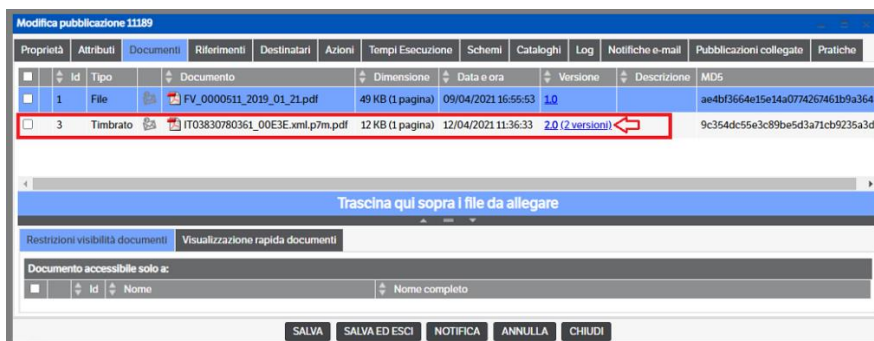 Modifica pubblicazione 11189
Proprietà Attributi Documenti Riferimenti Destinatari Azioni Tempi Esecuzione Schemi Cataloghi Log Notifiche e-mail Pubblicazioni collegate Pratiche
Id Tipo Documento Dimensione Data e ora Versione Descrizione MD5
1 File FV_0000511_2019_01_21.pdf 49 KB (1 pagina) 09/04/2021 16:55:53 1.0 ae4bf3664e15e14a0774267461b9a364
3 Timbrato IT03830780361_00E3E.xml.p7m.pdf 12 KB (1 pagina) 12/04/2021 11:36:33 2.0 (2 versioni) 9c354dc55e3c89be5d3a71cb9235a3d
Trascina qui sopra i file da allegare
Restrizioni visibilità documenti Visualizzazione rapida documenti
Documento accessibile solo a:
Id Nome Nome completo
SALVA SALVA ED ESCI NOTIFICA ANNULLA CHIUDI